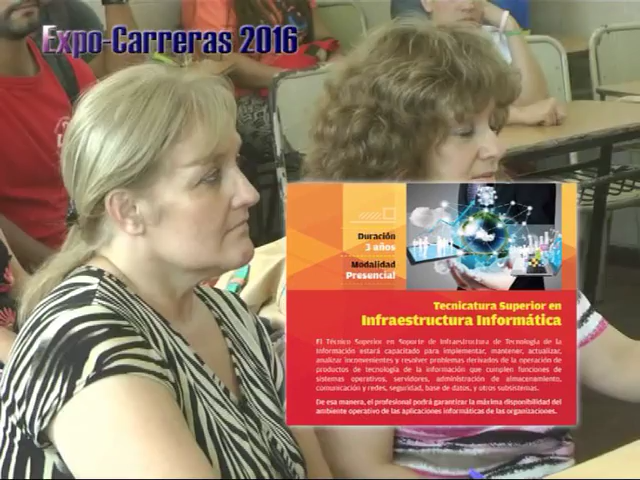 Expo-Carreras 2016
Duración
3 años
Modalidad
Presencial
Tecnicatura Superior en
Infraestructura Informática
El Técnico Superior en Soporte de Infraestructura de Tecnología de la
Información estará capacitado para implementar, mantener, actualizar,
analizar inconvenientes y resolver problemas derivados de la operación de
productos de tecnología de la información que cumplen funciones de
sistemas operativos, servidores, administración de almacenamiento,
comunicación y redes, seguridad, base de datos, y otros subsistemas.
De esa manera, el profesional podrá garantizar la máxima disponibilidad del
ambiente operativo de las aplicaciones informáticas de las organizaciones.